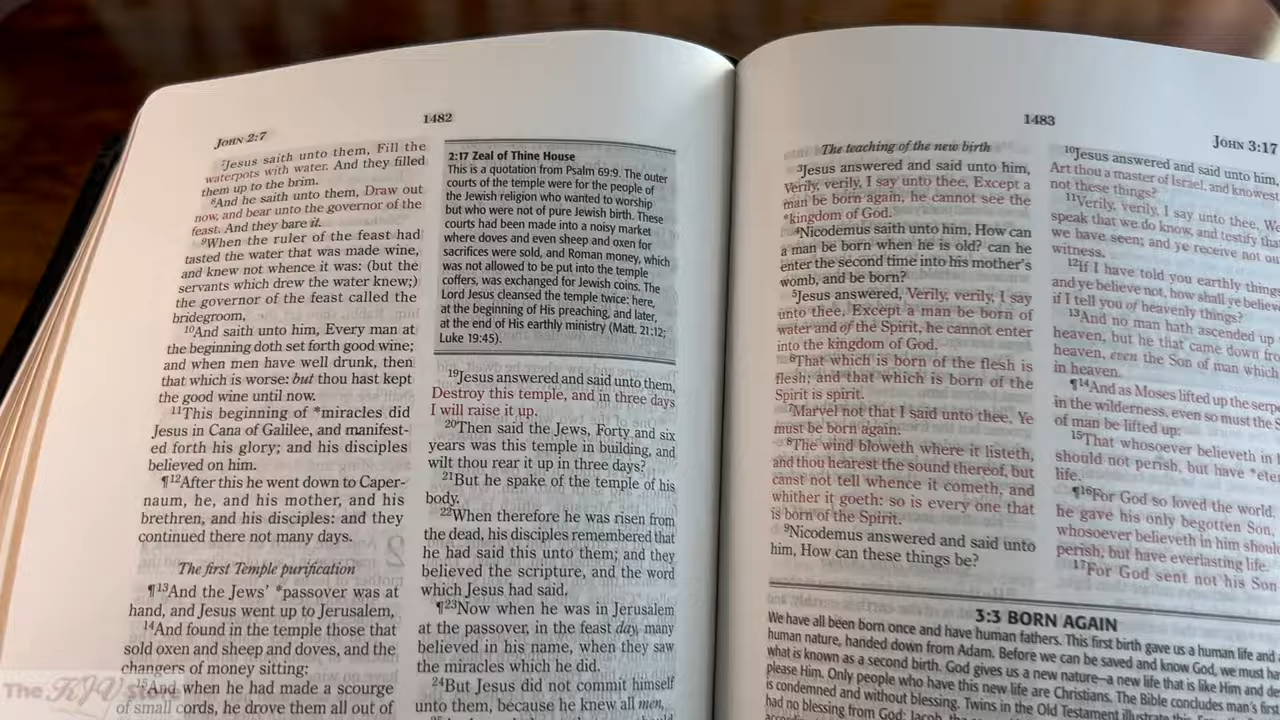 1482
JOHN 2:7
7Jesus saith unto them, Fill the
waterpots with water. And they filled
them up to the brim.
8And he saith unto them, Draw out
now, and bear unto the governor of the
feast. And they bare it.
9When the ruler of the feast had
tasted the water that was made wine,
and knew not whence it was: (but the
servants which drew the water knew;)
the governor of the feast called the
bridegroom,
10And saith unto him, Every man at
the beginning doth set forth good wine;
and when men have well drunk, then
that which is worse: but thou hast kept
the good wine until now.
11This beginning of *miracles did
Jesus in Cana of Galilee, and manifest-
ed forth his glory; and his disciples
believed on him.
¶12After this he went down to Caper-
naum, he, and his mother, and his
brethren, and his disciples: and they
continued there not many days.
The first Temple purification
¶13And the Jews' *passover was at
hand, and Jesus went up to Jerusalem,
14And found in the temple those that
sold oxen and sheep and doves, and the
changers of money sitting:
15And when he had made a scourge
of small cords, he drove them all out of
2:17 Zeal of Thine House
This is a quotation from Psalm 69:9. The outer
courts of the temple were for the people of
the Jewish religion who wanted to worship
but who were not of pure Jewish birth. These
courts had been made into a noisy market
where doves and even sheep and oxen for
sacrifices were sold, and Roman money, which
was not allowed to be put into the temple
coffers, was exchanged for Jewish coins. The
Lord Jesus cleansed the temple twice: here,
at the beginning of His preaching, and later,
at the end of His earthly ministry (Matt. 21:12;
Luke 19:45).
19Jesus answered and said unto them,
Destroy this temple, and in three days
I will raise it up.
20Then said the Jews, Forty and six
years was this temple in building, and
wilt thou rear it up in three days?
21But he spake of the temple of his
body.
22When therefore he was risen from
the dead, his disciples remembered that
he had said this unto them; and they
believed the scripture, and the word
which Jesus had said.
¶23Now when he was in Jerusalem
at the passover, in the feast day, many
believed in his name, when they saw
the miracles which he did.
24But Jesus did not commit himself
unto them, because he knew all men,
1483
JOHN 3:17
The teaching of the new birth
3Jesus answered and said unto him,
Verily, verily, I say unto thee, Except a
man be born again, he cannot see the
*kingdom of God.
4Nicodemus saith unto him, How can
a man be born when he is old? can he
enter the second time into his mother's
womb, and be born?
5Jesus answered, Verily, verily, I say
unto thee, Except a man be born of
water and of the Spirit, he cannot enter
into the kingdom of God.
6That which is born of the flesh is
flesh; and that which is born of the
Spirit is spirit.
7Marvel not that I said unto thee, Ye
must be born again.
8The wind bloweth where it listeth,
and thou hearest the sound thereof, but
canst not tell whence it cometh, and
whither it goeth: so is every one that
is born of the Spirit.
9Nicodemus answered and said unto
him, How can these things be?
10Jesus answered and said unto him,
Art thou a master of Israel, and knowest
not these things?
11Verily, verily, I say unto thee, We
speak that we do know, and testify that
we have seen; and ye receive not our
witness.
12If I have told you earthly things
and ye believe not, how shall ye believe
if I tell you of heavenly things?
13And no man hath ascended up
heaven, but he that came down from
heaven, even the Son of man which
in heaven.
¶14And as Moses lifted up the serp
in the wilderness, even so must the S
of man be lifted up:
15That whosoever believeth in
should not perish, but have *eter
life.
¶16For God so loved the world,
he gave his only begotten Son,
whosoever believeth in him shoul
perish, but have everlasting life.
17For God sent not his Son
3:3 BORN AGAIN
We have all been born once and have human fathers. This first birth gave us a human life and a
human nature, handed down from Adam. Before we can be saved and know God, we must ha
what is known as a second birth. God gives us a new nature–a new life that is like Him and de
please Him. Only people who have this new life are Christians. The Bible concludes man's first
is condemned and without blessing. Twins in the Old Testament illustrate this
had no blessing from God: Jacob, the
The KJV Store